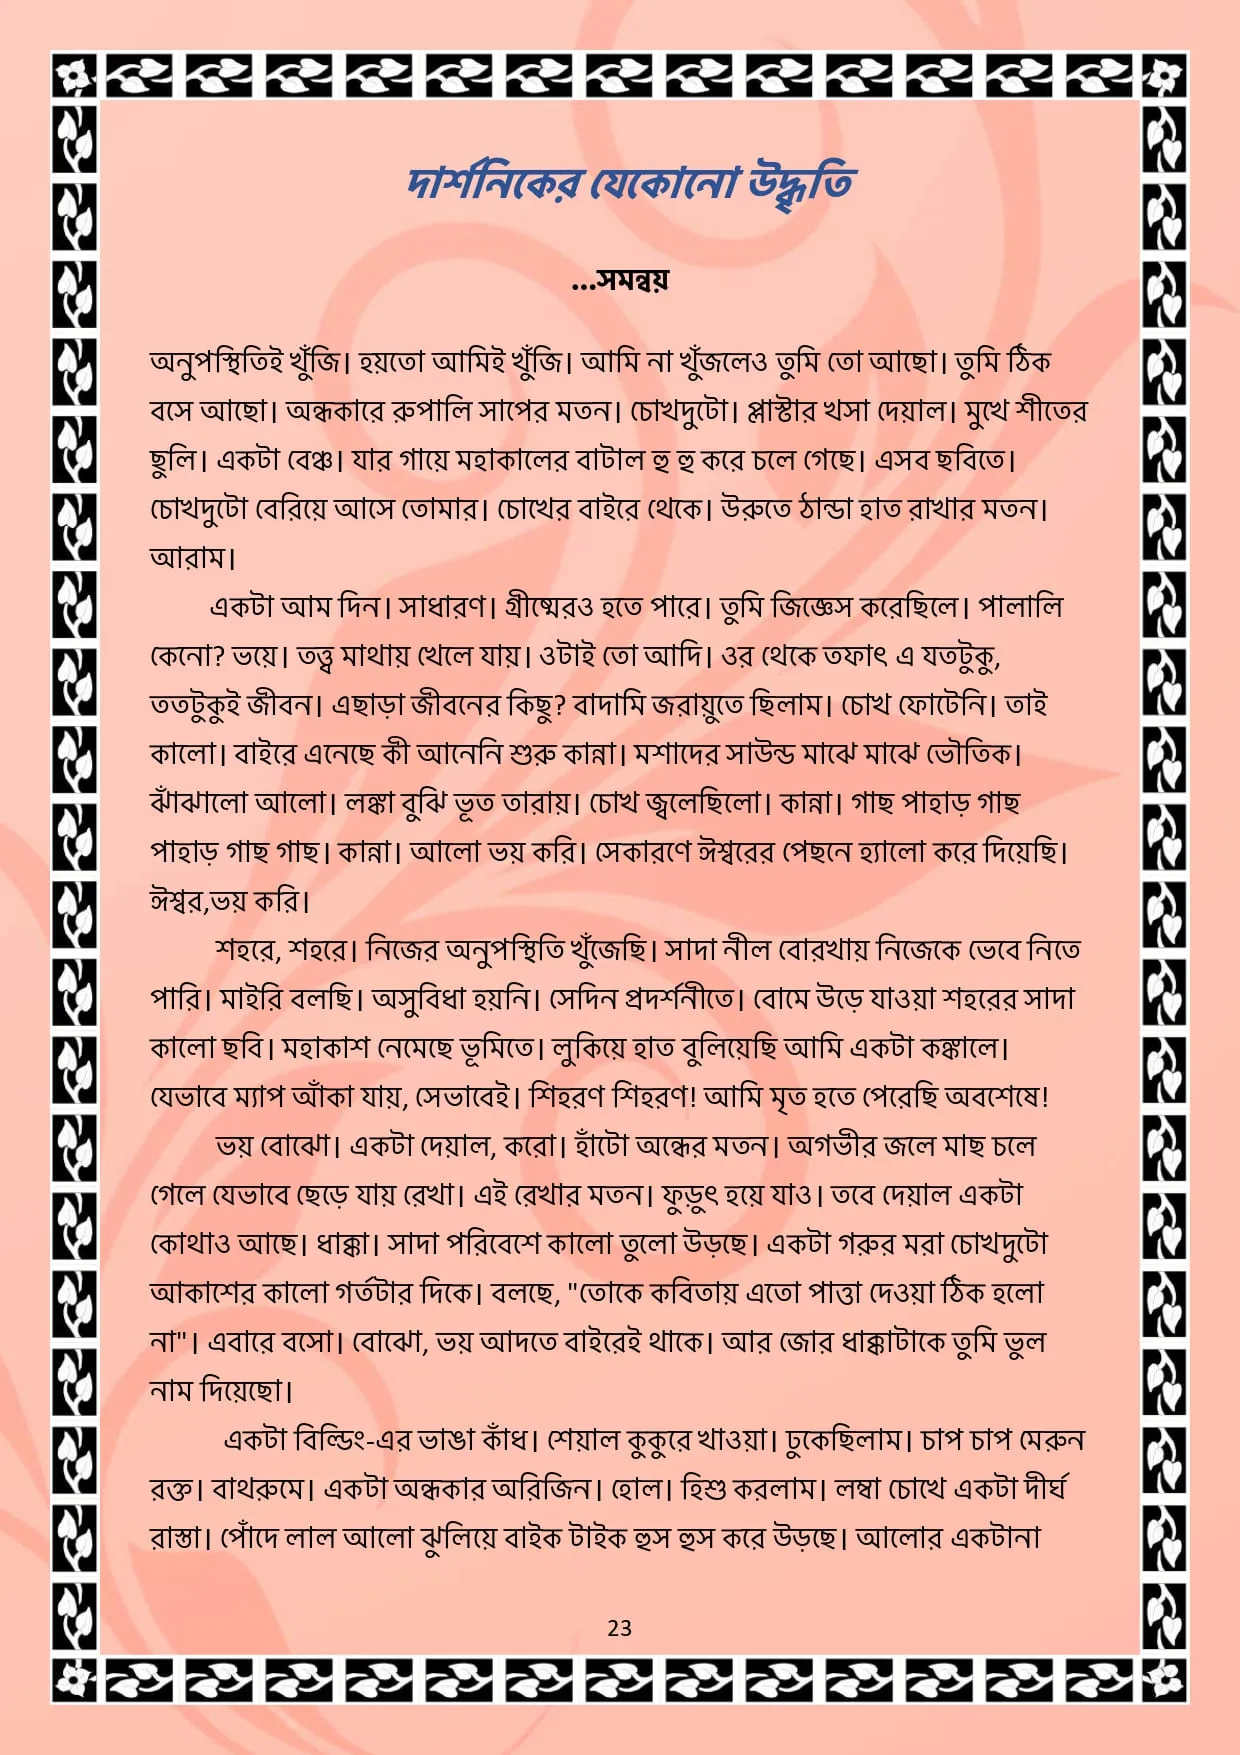 দার্শনিকের যেকোনো উদ্ধৃতি
...সমন্বয়
অনুপস্থিতিই খুঁজি। হয়তো আমিই খুঁজি। আমি না খুঁজলেও তুমি তো আছো। তুমি ঠিক
বসে আছো। অন্ধকারে রুপালি সাপের মতন। চোখদুটো। প্লাস্টার খসা দেয়াল। মুখে শীতের
ছুলি। একটা বেঞ্চ। যার গায়ে মহাকালের বাটাল হু হু করে চলে গেছে। এসব ছবিতে।
চোখদুটো বেরিয়ে আসে তোমার। চোখের বাইরে থেকে। উরুতে ঠান্ডা হাত রাখার মতন।
আরাম।
একটা আম দিন। সাধারণ। গ্রীষ্মেরও হতে পারে। তুমি জিজ্ঞেস করেছিলে। পালালি
কেনো? ভয়ে। তত্ত্ব মাথায় খেলে যায়। ওটাই তো আদি। ওর থেকে তফাৎ এ যতটুকু,
ততটুকুই জীবন। এছাড়া জীবনের কিছু? বাদামি জরায়ুতে ছিলাম। চোখ ফোটেনি। তাই
কালো। বাইরে এনেছে কী আনেনি শুরু কান্না। মশাদের সাউন্ড মাঝে মাঝে ভৌতিক।
ঝাঁঝালো আলো। লঙ্কা বুঝি ভূত তারায়। চোখ জ্বলেছিলো। কান্না। গাছ পাহাড় গাছ
পাহাড় গাছ গাছ। কান্না। আলো ভয় করি। সেকারণে ঈশ্বরের পেছনে হ্যালো করে দিয়েছি।
ঈশ্বর,ভয় করি।
শহরে, শহরে। নিজের অনুপস্থিতি খুঁজেছি। সাদা নীল বোরখায় নিজেকে ভেবে নিতে
পারি। মাইরি বলছি। অসুবিধা হয়নি। সেদিন প্রদর্শনীতে। বোমে উড়ে যাওয়া শহরের সাদা
কালো ছবি। মহাকাশ নেমেছে ভূমিতে। লুকিয়ে হাত বুলিয়েছি আমি একটা কঙ্কালে।
যেভাবে ম্যাপ আঁকা যায়, সেভাবেই। শিহরণ শিহরণ! আমি মৃত হতে পেরেছি অবশেষে!
ভয় বোঝো। একটা দেয়াল, করো। হাঁটো অন্ধের মতন। অগভীর জলে মাছ চলে
গেলে যেভাবে ছেড়ে যায় রেখা। এই রেখার মতন। ফুড়ুৎ হয়ে যাও। তবে দেয়াল একটা
কোথাও আছে। ধাক্কা। সাদা পরিবেশে কালো তুলো উড়ছে। একটা গরুর মরা চোখদুটো
আকাশের কালো গর্তটার দিকে। বলছে, "তোকে কবিতায় এতো পাত্তা দেওয়া ঠিক হলো
না"। এবারে বসো। বোঝো, ভয় আদতে বাইরেই থাকে। আর জোর ধাক্কাটাকে তুমি ভুল
নাম দিয়েছো।
একটা বিল্ডিং-এর ভাঙা কাঁধ। শেয়াল কুকুরে খাওয়া। ঢুকেছিলাম। চাপ চাপ মেরুন
রক্ত। বাথরুমে। একটা অন্ধকার অরিজিন। হোল। হিশু করলাম। লম্বা চোখে একটা দীর্ঘ
রাস্তা। পোঁদে লাল আলো ঝুলিয়ে বাইক টাইক হুস হুস করে উড়ছে। আলোর একটানা
23